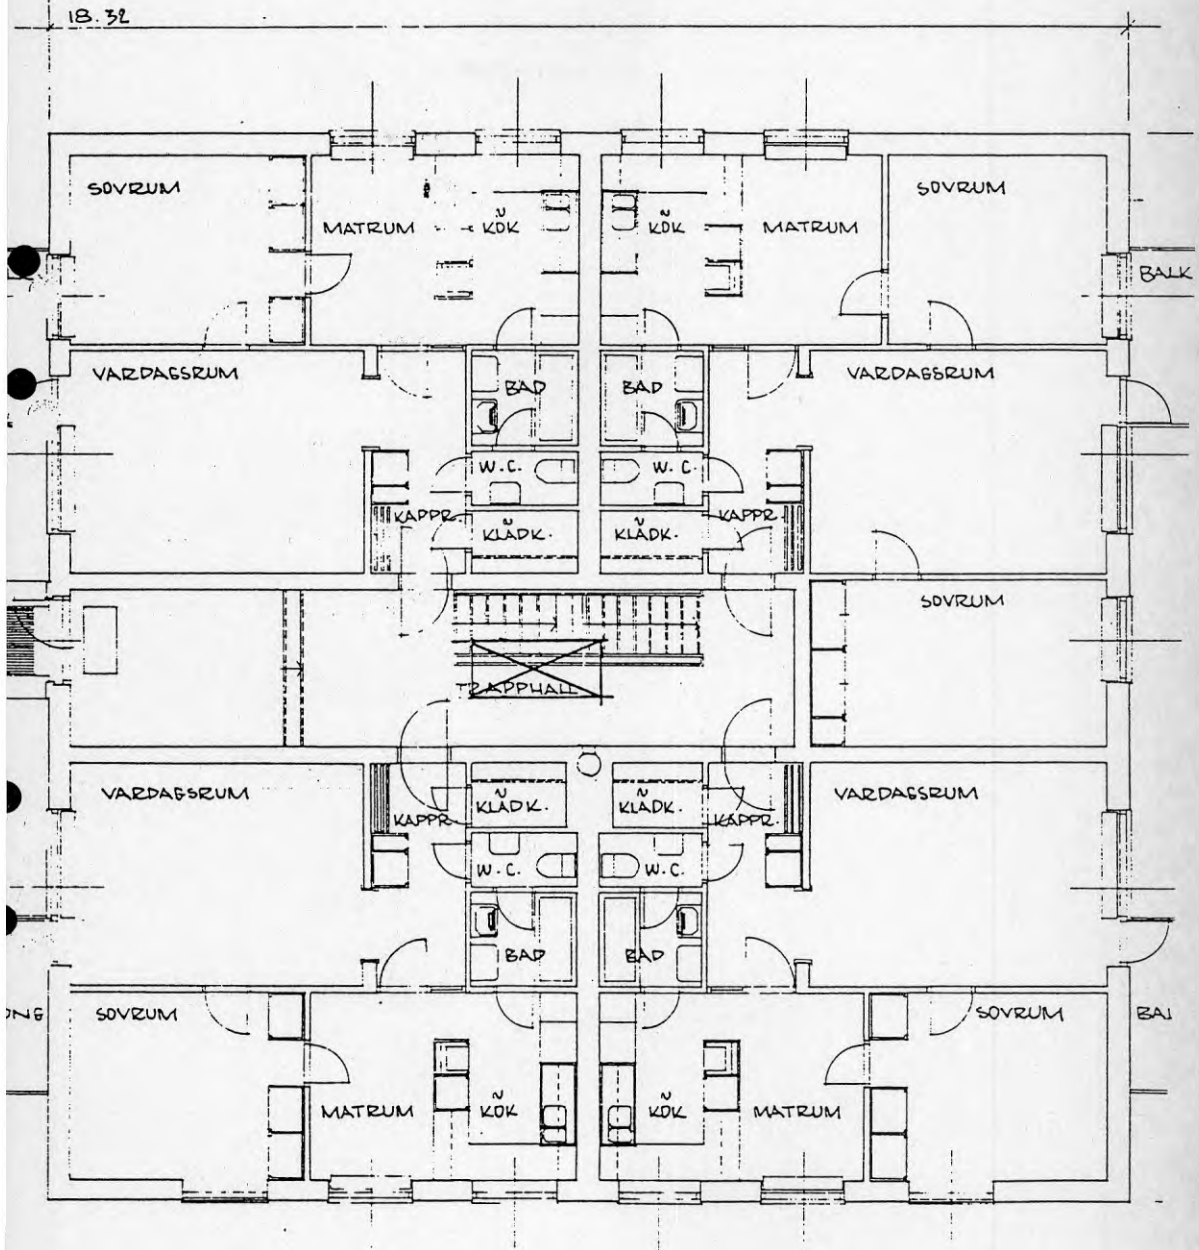 18.32
SOVRUM
MATRUM
KÖK
KÖK
MATRUM
SOVRUM
BALK
VARDAGSRUM
BAD
BAD
VARDAGSRUM
W.C.
W.C.
KAPPR.
KLÄDK.
KLÄDK.
KAPPR.
SOVRUM
TRAPPHALL
VARDAGSRUM
KAPPR.
KLÄDK.
KLÄDK.
KAPPR.
VARDAGSRUM
W.C.
W.C.
BAD
BAD
SOVRUM
SOVRUM
MATRUM
KÖK
KÖK
MATRUM